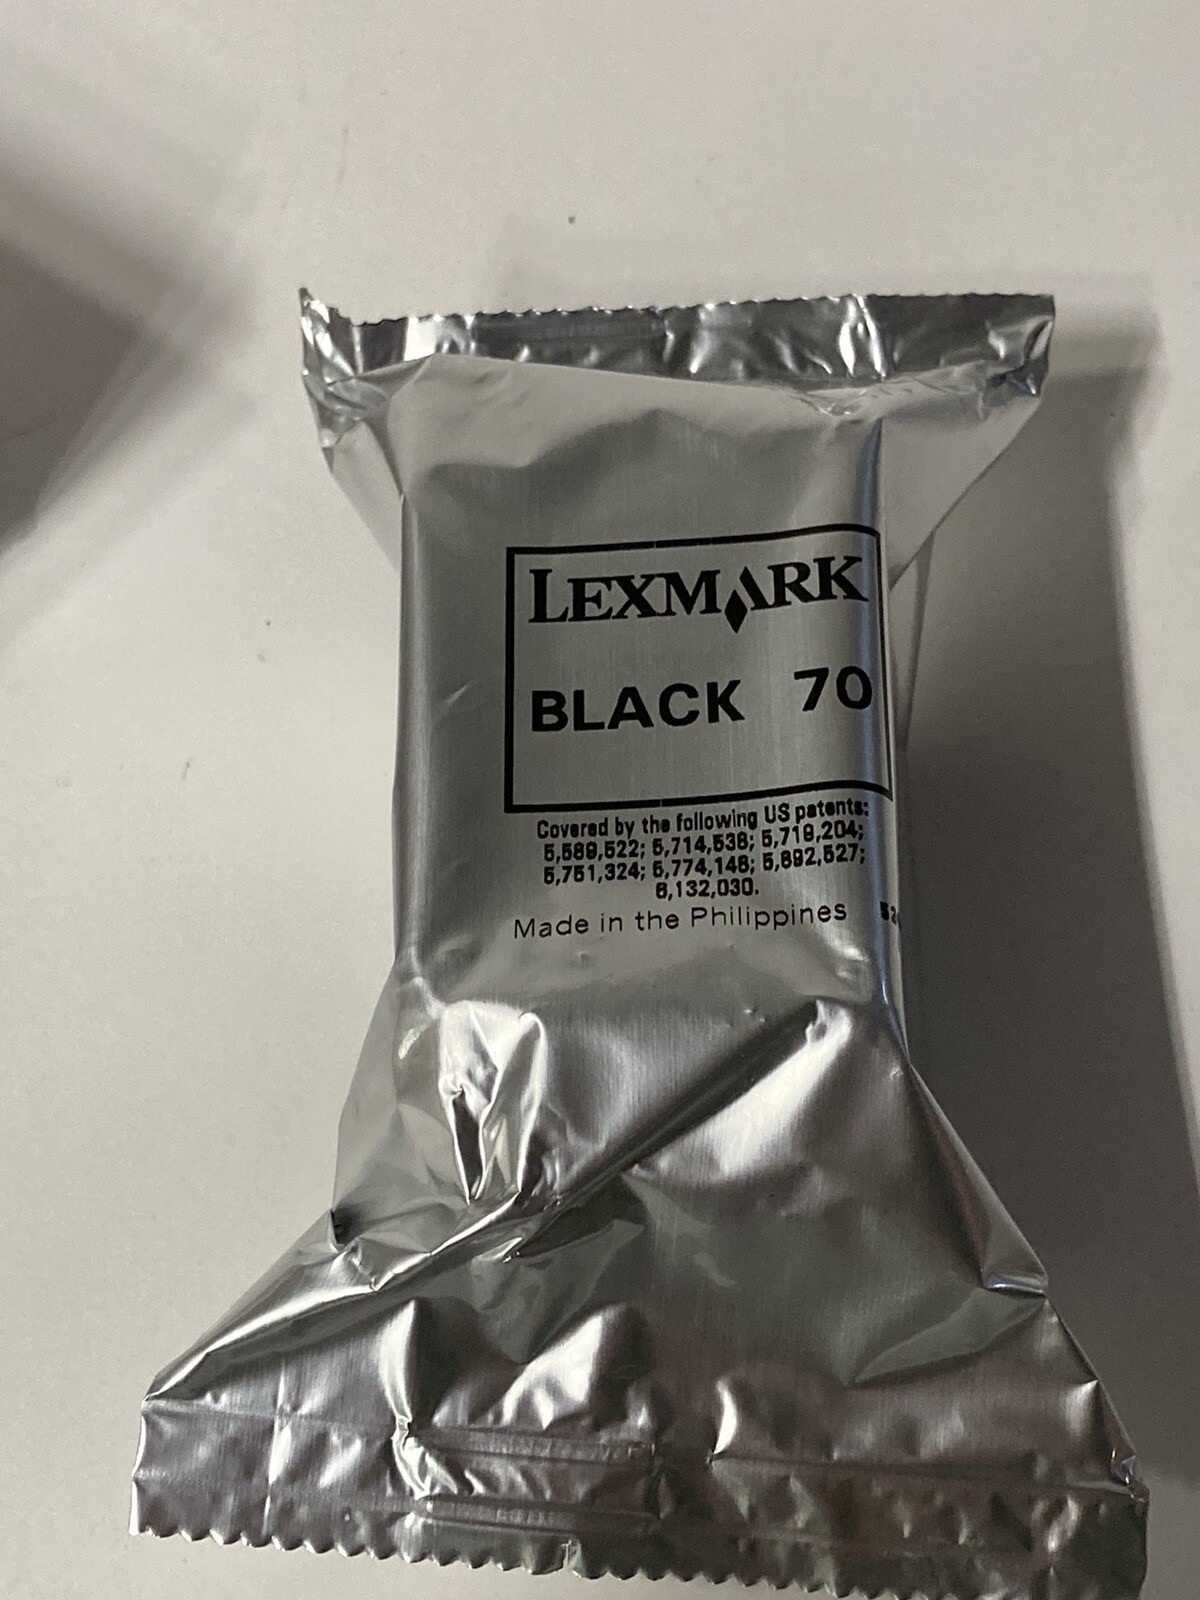 LEXMARK
BLACK 70
Covered by the following US patents:
5,589,522; 5,714,538; 5,719,204;
5,751,324; 5,774,148; 5,892,527;
6,132,030.
Made in the Philippines